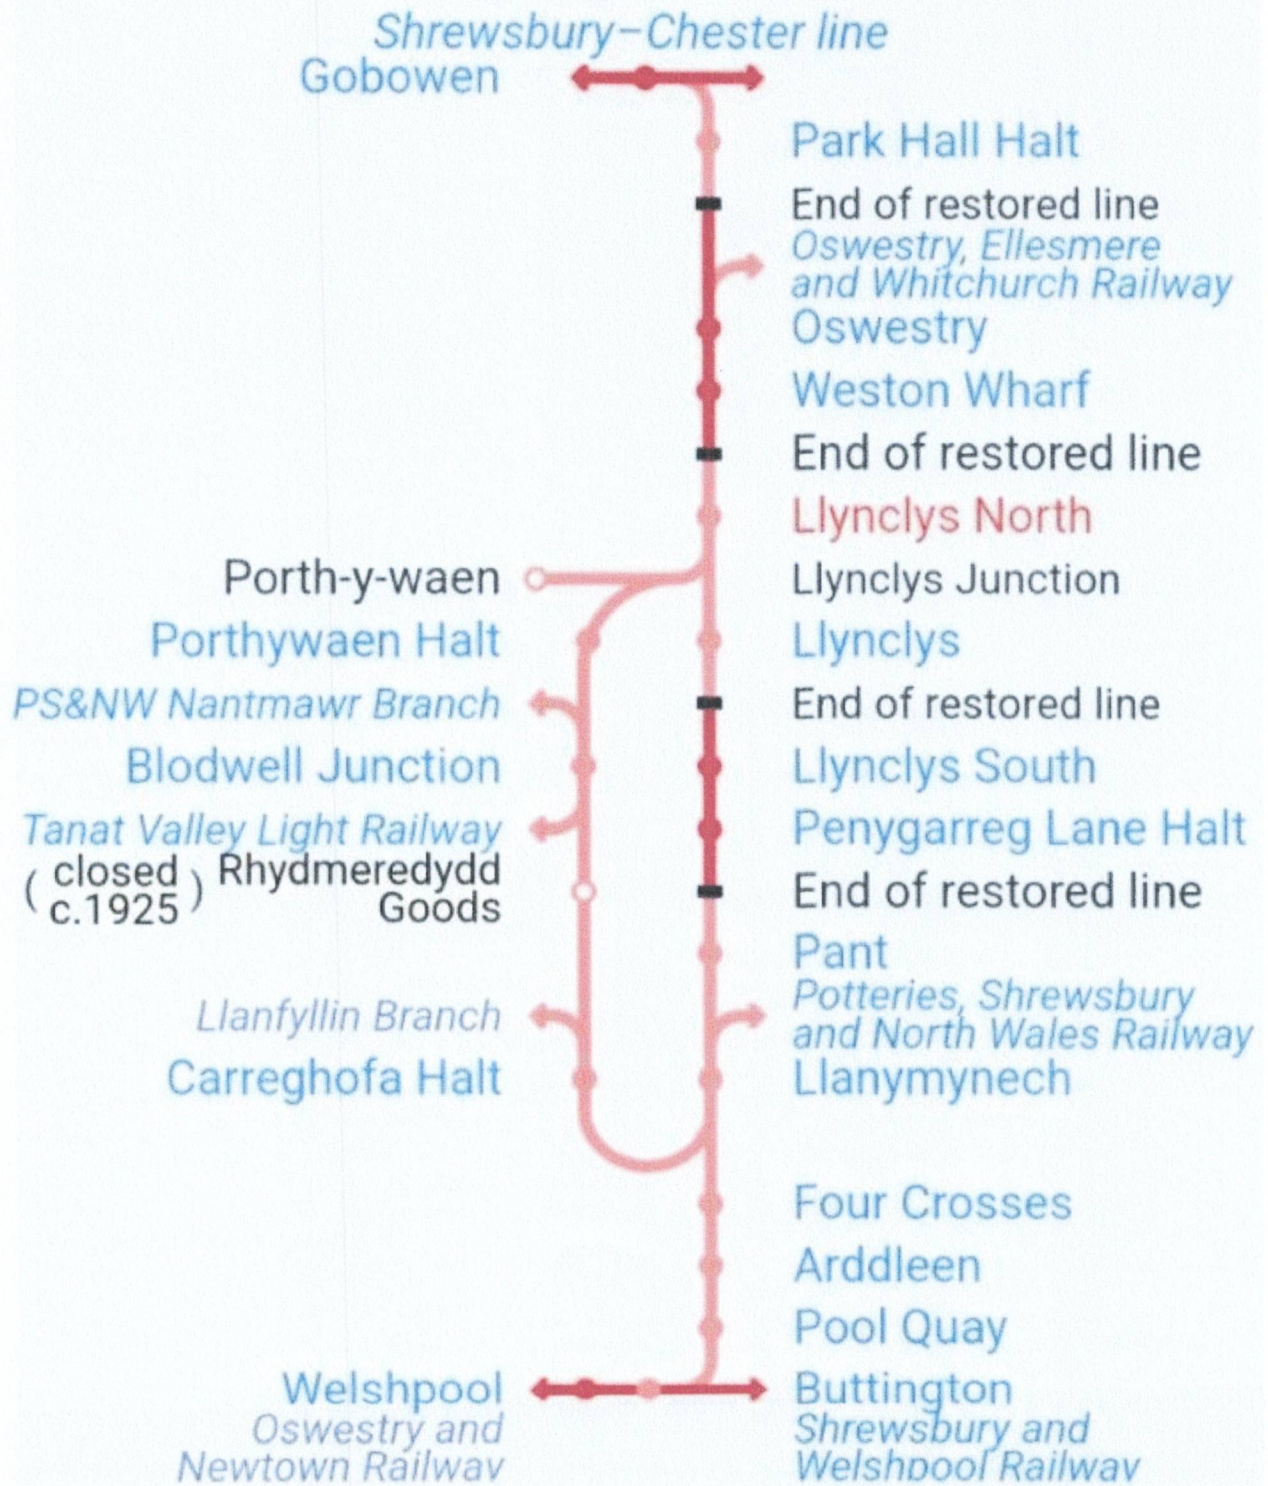 Shrewsbury–Chester line
Gobowen
Park Hall Halt
End of restored line
Oswestry, Ellesmere
and Whitchurch Railway
Oswestry
Weston Wharf
End of restored line
Llynclys North
Porth-y-waen
Llynclys Junction
Porthywaen Halt
Llynclys
PS&NW Nantmawr Branch
End of restored line
Blodwell Junction
Llynclys South
Tanat Valley Light Railway
Penygarreg Lane Halt
( closed c.1925 ) Rhydmeredydd
Goods
End of restored line
Pant
Potteries, Shrewsbury
and North Wales Railway
Llanfyllin Branch
Carreghofa Halt
Llanymynech
Four Crosses
Arddleen
Pool Quay
Welshpool
Buttington
Oswestry and
Newtown Railway
Shrewsbury and
Welshpool Railway